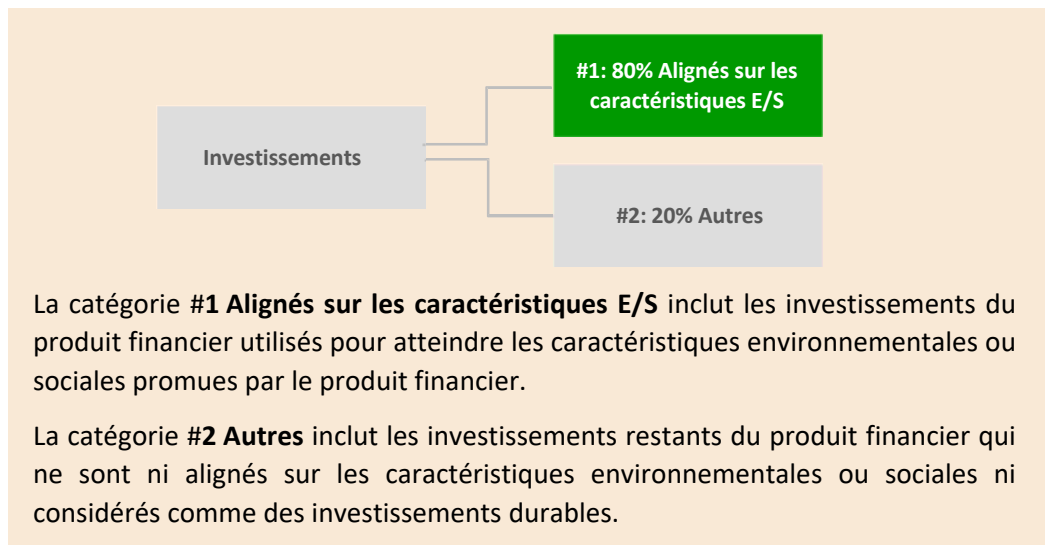 #1: 80% Alignés sur les
caractéristiques E/S
Investissements
#2: 20% Autres
La catégorie #1 Alignés sur les caractéristiques E/S inclut les investissements du
produit financier utilisés pour atteindre les caractéristiques environnementales ou
sociales promues par le produit financier.
La catégorie #2 Autres inclut les investissements restants du produit financier qui
ne sont ni alignés sur les caractéristiques environnementales ou sociales ni
considérés comme des investissements durables.